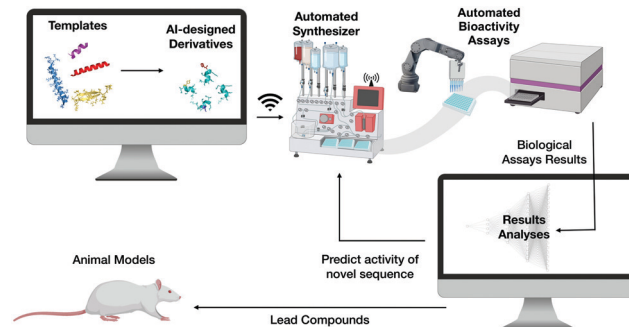 Templates
AI-designed
Derivatives
Automated
Synthesizer
Automated
Bioactivity
Assays
Biological
Assays Results
Results
Analyses
Predict activity of
novel sequence
Animal Models
Lead Compounds